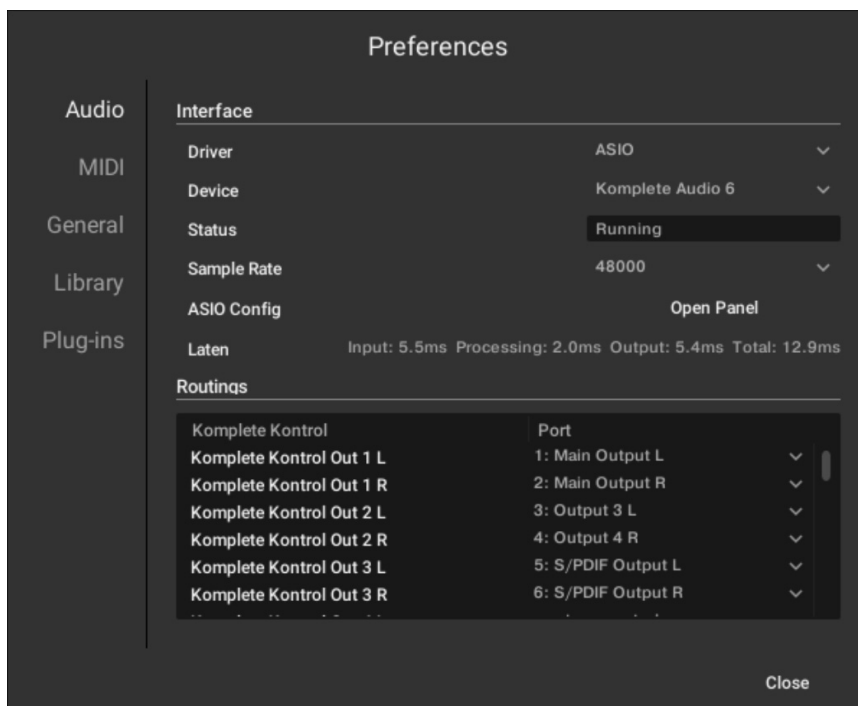 Preferences
Audio
MIDI
General
Library
Plug-ins
Interface
Driver ASIO
Device Komplete Audio 6
Status Running
Sample Rate 48000
ASIO Config Open Panel
Laten Input: 5.5ms Processing: 2.0ms Output: 5.4ms Total: 12.9ms
Routings
Komplete Kontrol Port
Komplete Kontrol Out 1 L 1: Main Output L
Komplete Kontrol Out 1 R 2: Main Output R
Komplete Kontrol Out 2 L 3: Output 3 L
Komplete Kontrol Out 2 R 4: Output 4 R
Komplete Kontrol Out 3 L 5: S/PDIF Output L
Komplete Kontrol Out 3 R 6: S/PDIF Output R
Close